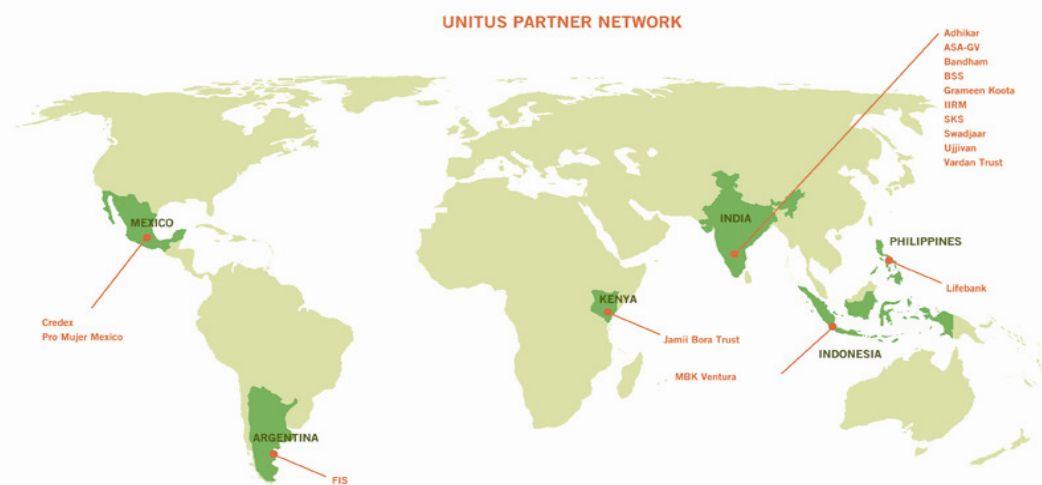 UNITUS PARTNER NETWORK
Adhikar
ASA-GV
Bandham
BSS
Grameen Koota
IIRM
SKS
Swadjaar
Ujjivan
Vardan Trust
MEXICO
INDIA
PHILIPPINES
Lifebank
KENYA
Credex
Pro Mujer Mexico
Jamii Bora Trust
INDONESIA
MBK Ventura
ARGENTINA
FIS